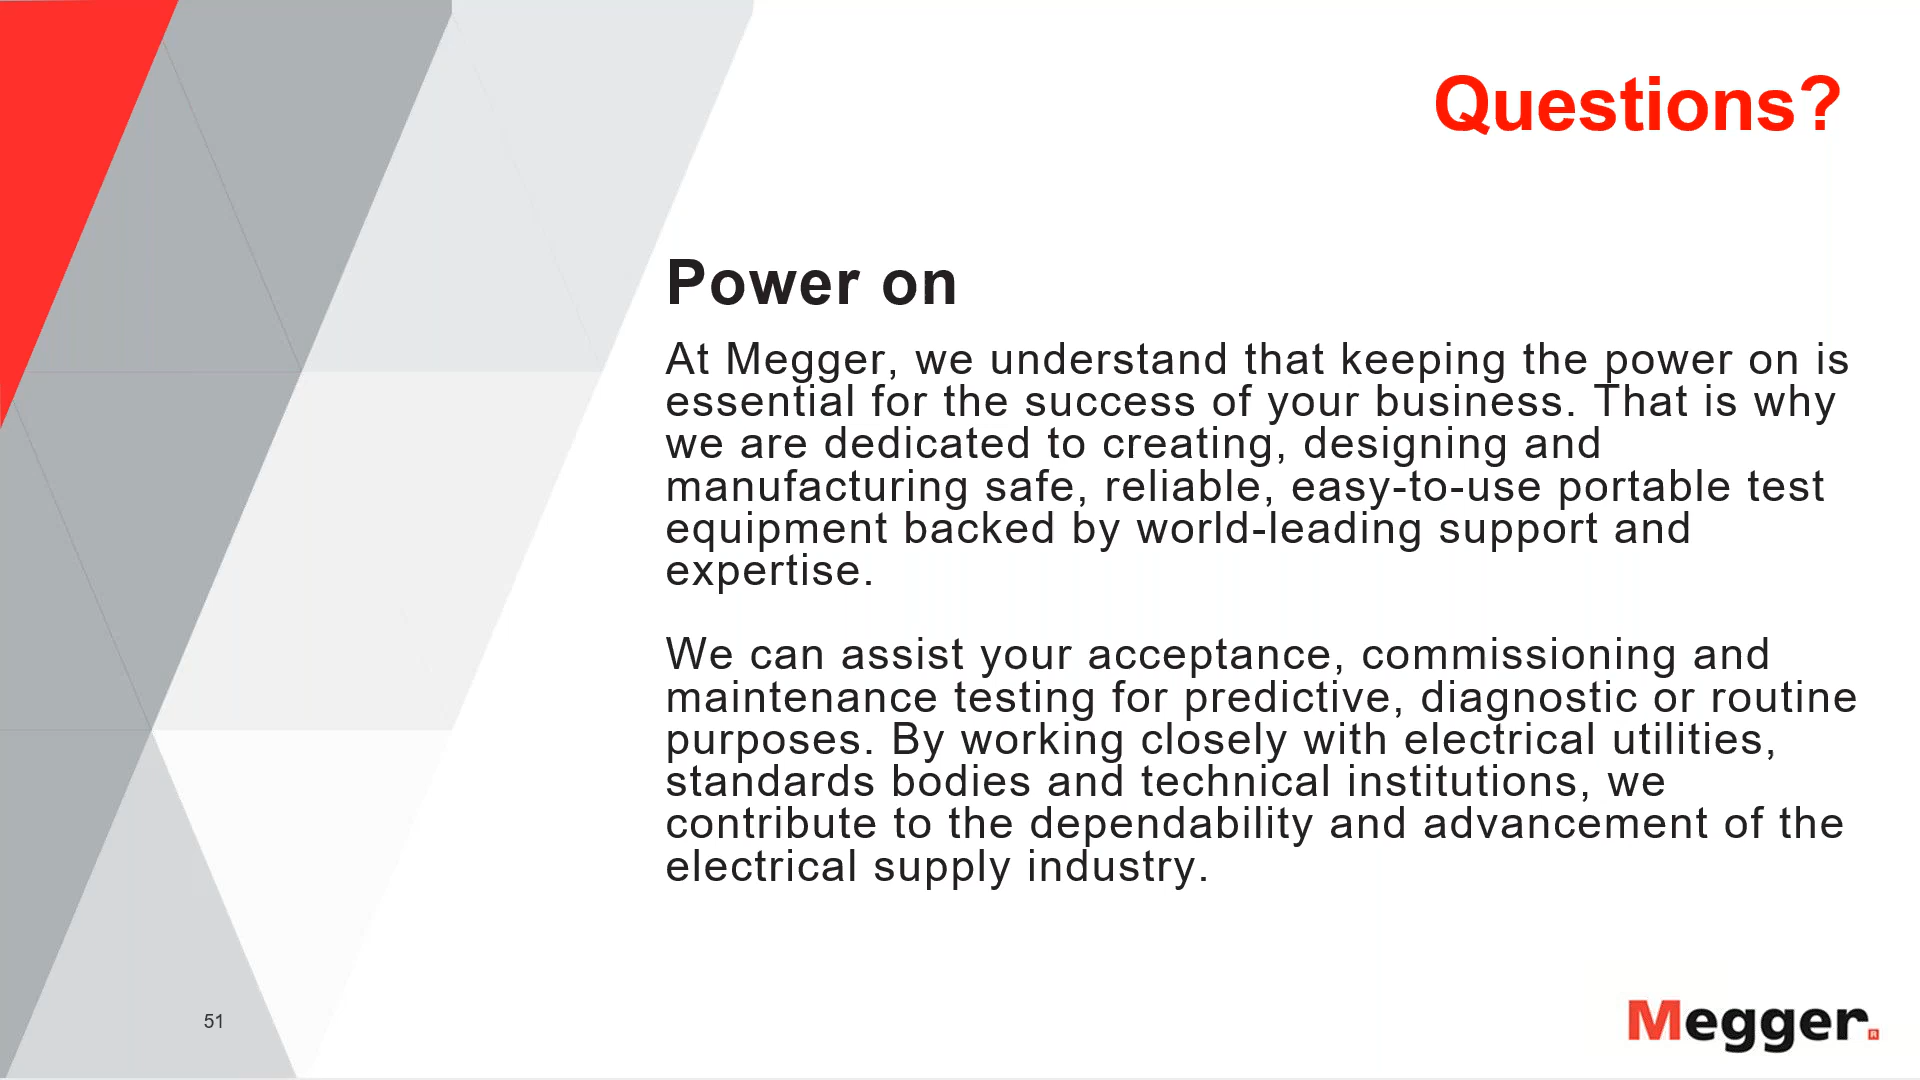 Questions?
Power on
At Megger, we understand that keeping the power on is
essential for the success of your business. That is why
we are dedicated to creating, designing and
manufacturing safe, reliable, easy-to-use portable test
equipment backed by world-leading support and
expertise.
We can assist your acceptance, commissioning and
maintenance testing for predictive, diagnostic or routine
purposes. By working closely with electrical utilities,
standards bodies and technical institutions, we
contribute to the dependability and advancement of the
electrical supply industry.
51
Megger.